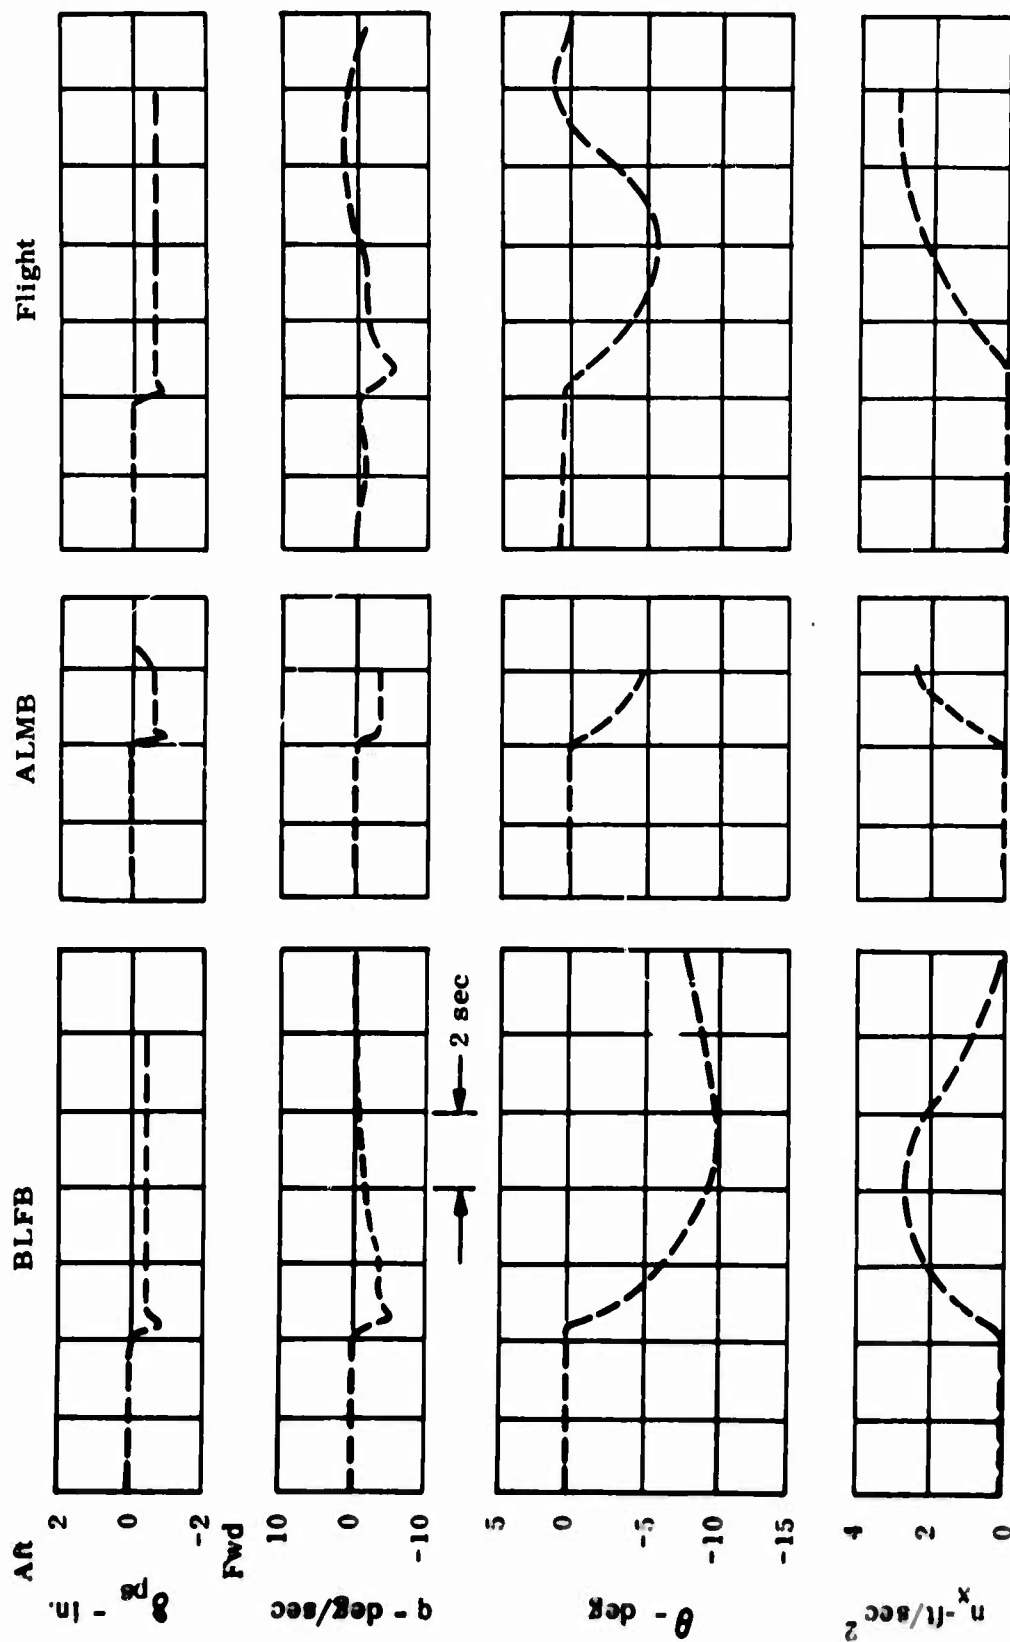 BLFB
ALMB
Flight
Aft
2
0
-2
Fwd
δps - in.
10
0
-10
q - deg/sec
2 sec
5
0
-5
-10
-15
θ - deg
4
2
0
nx-ft/sec2